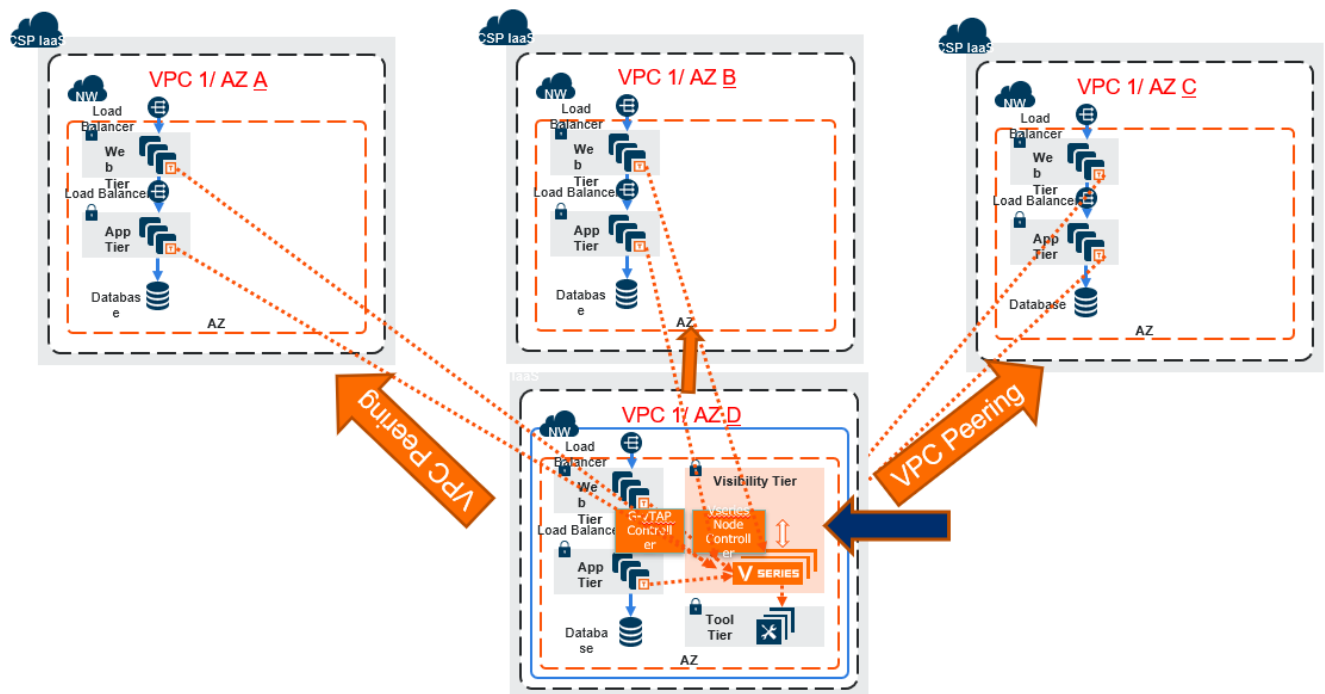 CSP IaaS
VPC 1/ AZ A
NW
Load
Balancer
We
b
Tier
T
Load Balancer
App
Tier
T
Databas
e
AZ
CSP IaaS
VPC 1/ AZ B
NW
Load
Balancer
We
b
Tier
T
Load Balancer
App
Tier
T
Databas
e
AZ
CSP IaaS
VPC 1/ AZ C
NW
Load
Balancer
We
b
Tier
T
Load Balancer
App
Tier
T
Database
AZ
VPC Peering
VPC Peering
IaaS
VPC 1/ AZ D
NW
Load
Balancer
We
b
Tier
T
Load Balancer
App
Tier
T
Databa
se
AZ
Visibility Tier
G-vTAP
Controll
er
Vseries
Node
Controll
er
V SERIES
Tool
Tier